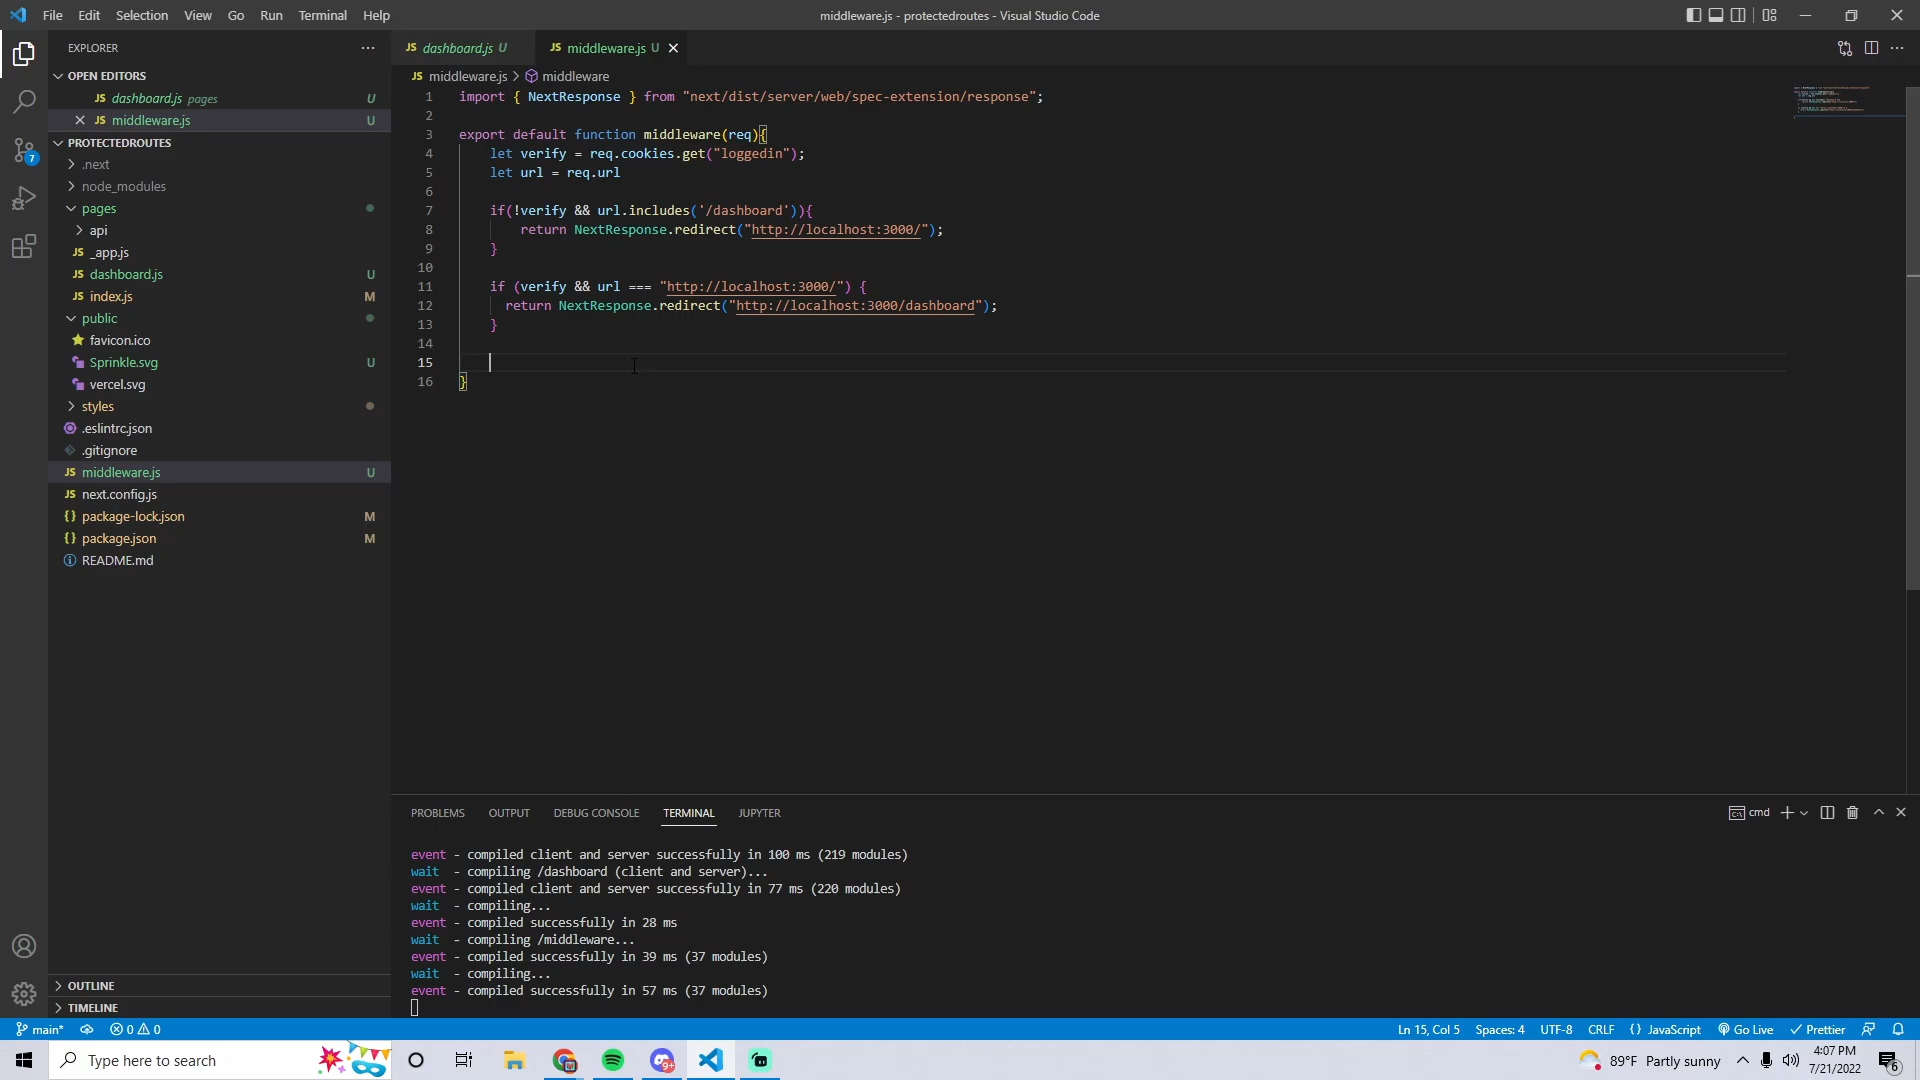 File Edit Selection View Go Run Terminal Help
middleware.js - protectedroutes - Visual Studio Code
EXPLORER
OPEN EDITORS
dashboard.js pages U
middleware.js U
PROTECTEDROUTES
.next
node_modules
pages
api
JS _app.js
JS dashboard.js U
JS index.js M
public
favicon.ico
Sprinkle.svg U
vercel.svg
styles
.eslintrc.json
.gitignore
JS middleware.js U
JS next.config.js
{} package-lock.json M
{} package.json M
README.md
OUTLINE
TIMELINE
JS dashboard.js U JS middleware.js U
JS middleware.js > middleware
1 import { NextResponse } from "next/dist/server/web/spec-extension/response";
2
3 export default function middleware(req){
4 let verify = req.cookies.get("loggedin");
5 let url = req.url
6
7 if(!verify && url.includes('/dashboard')){
8 return NextResponse.redirect("http://localhost:3000/");
9 }
10
11 if (verify && url === "http://localhost:3000/") {
12 return NextResponse.redirect("http://localhost:3000/dashboard");
13 }
14
15
16 }
PROBLEMS OUTPUT DEBUG CONSOLE TERMINAL JUPYTER
cmd
event - compiled client and server successfully in 100 ms (219 modules)
wait - compiling /dashboard (client and server)...
event - compiled client and server successfully in 77 ms (220 modules)
wait - compiling...
event - compiled successfully in 28 ms
wait - compiling /middleware...
event - compiled successfully in 39 ms (37 modules)
wait - compiling...
event - compiled successfully in 57 ms (37 modules)
main* 0 0
Ln 15, Col 5 Spaces: 4 UTF-8 CRLF {} JavaScript Go Live Prettier
Type here to search
89°F Partly sunny
4:07 PM
7/21/2022
6
7
9+